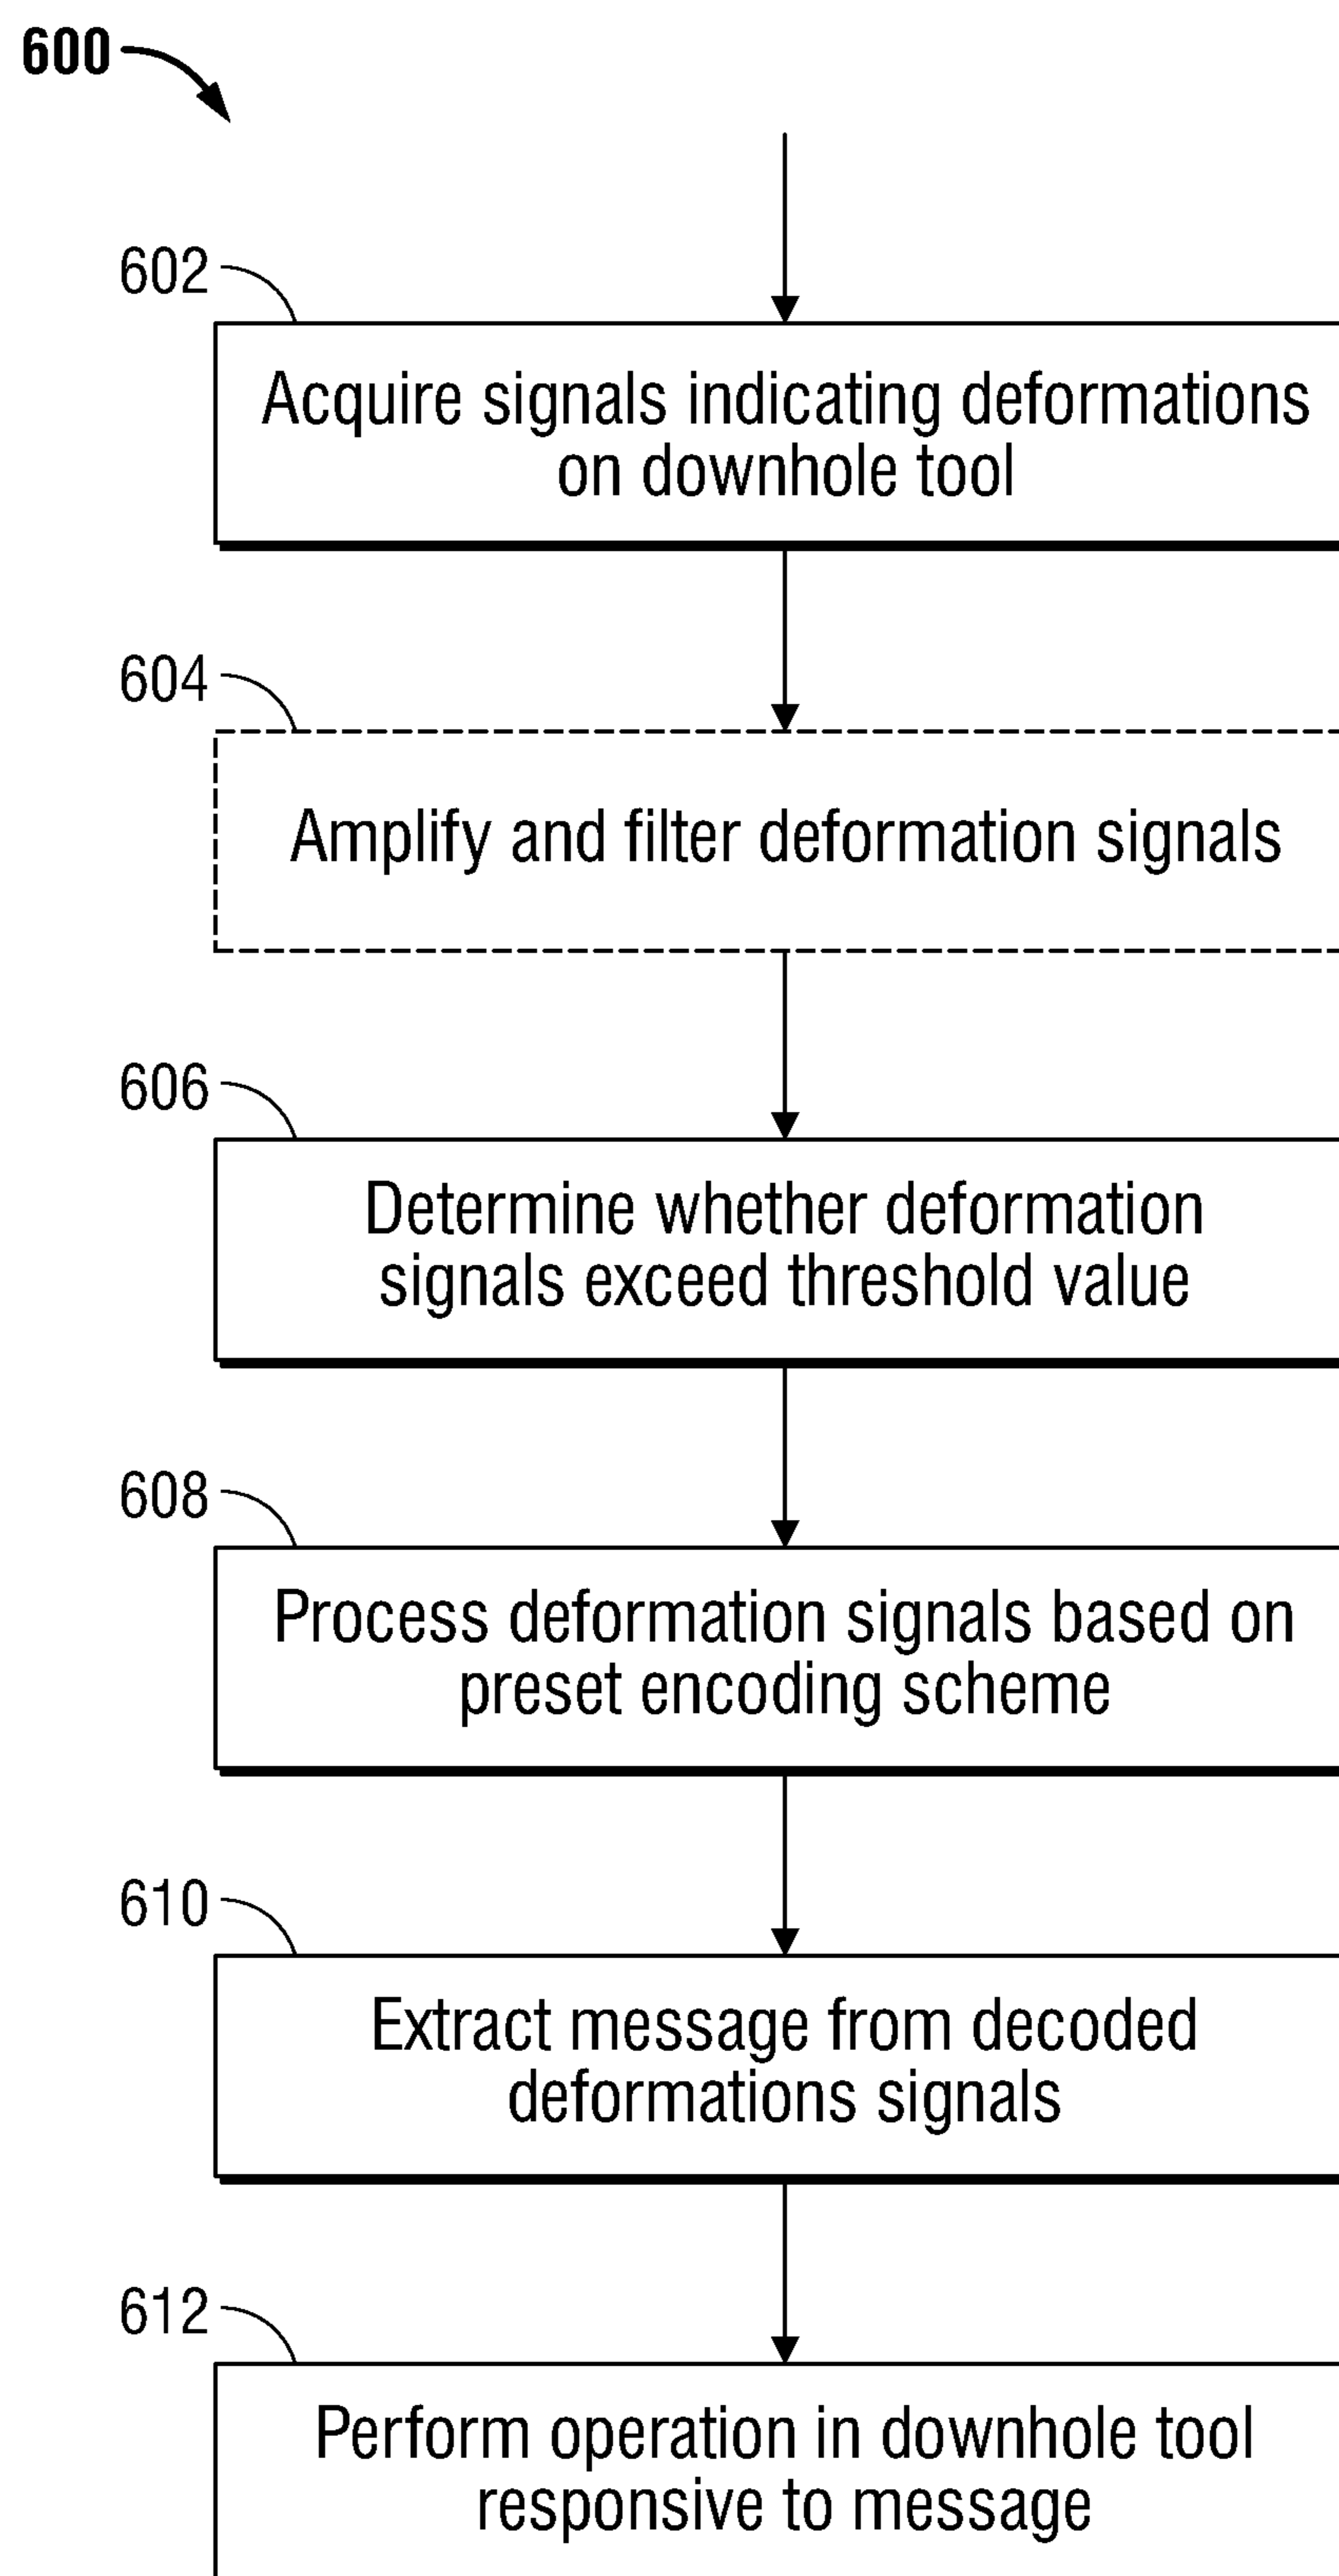 600
602
Acquire signals indicating deformations
on downhole tool
604
Amplify and filter deformation signals
606
Determine whether deformation
signals exceed threshold value
608
Process deformation signals based on
preset encoding scheme
610
Extract message from decoded
deformations signals
612
Perform operation in downhole tool
responsive to message